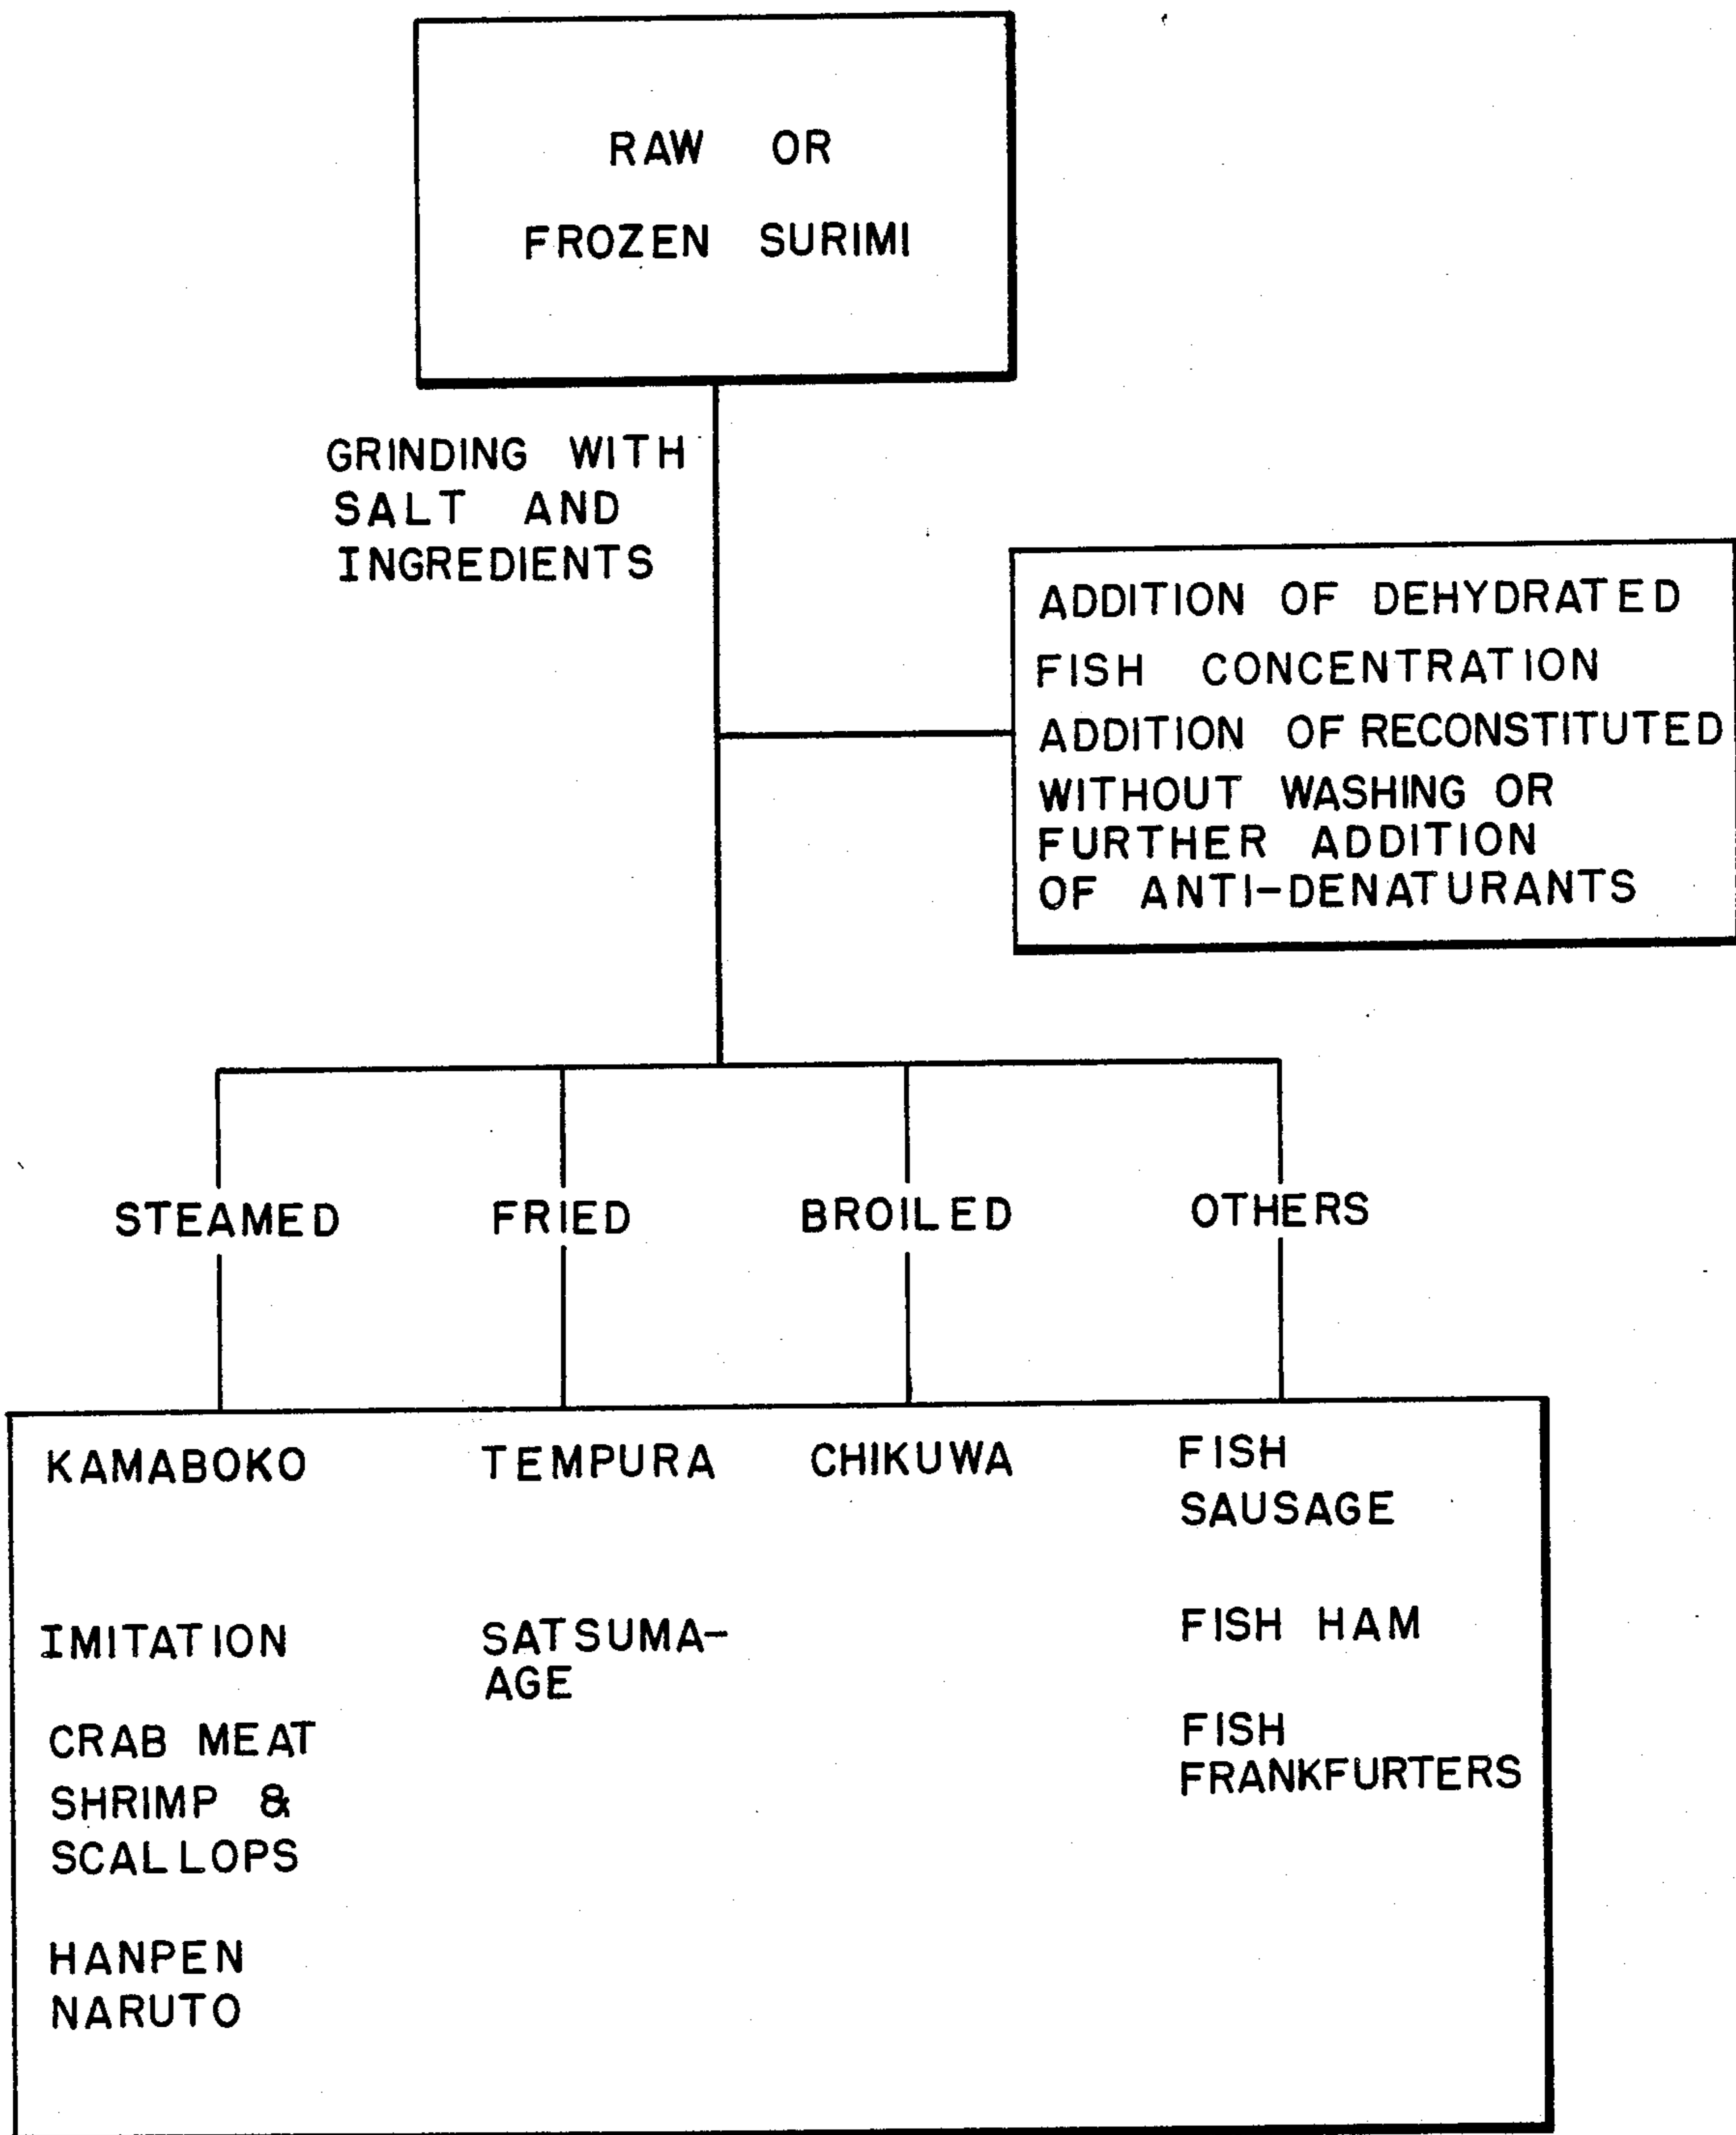 RAW OR
FROZEN SURIMI
GRINDING WITH
SALT AND
INGREDIENTS
ADDITION OF DEHYDRATED
FISH CONCENTRATION
ADDITION OF RECONSTITUTED
WITHOUT WASHING OR
FURTHER ADDITION
OF ANTI-DENATURANTS
STEAMED
FRIED
BROILED
OTHERS
KAMABOKO
IMITATION
CRAB MEAT
SHRIMP &
SCALLOPS
HANPEN
NARUTO
TEMPURA
SATSUMA-
AGE
CHIKUWA
FISH
SAUSAGE
FISH HAM
FISH
FRANKFURTERS